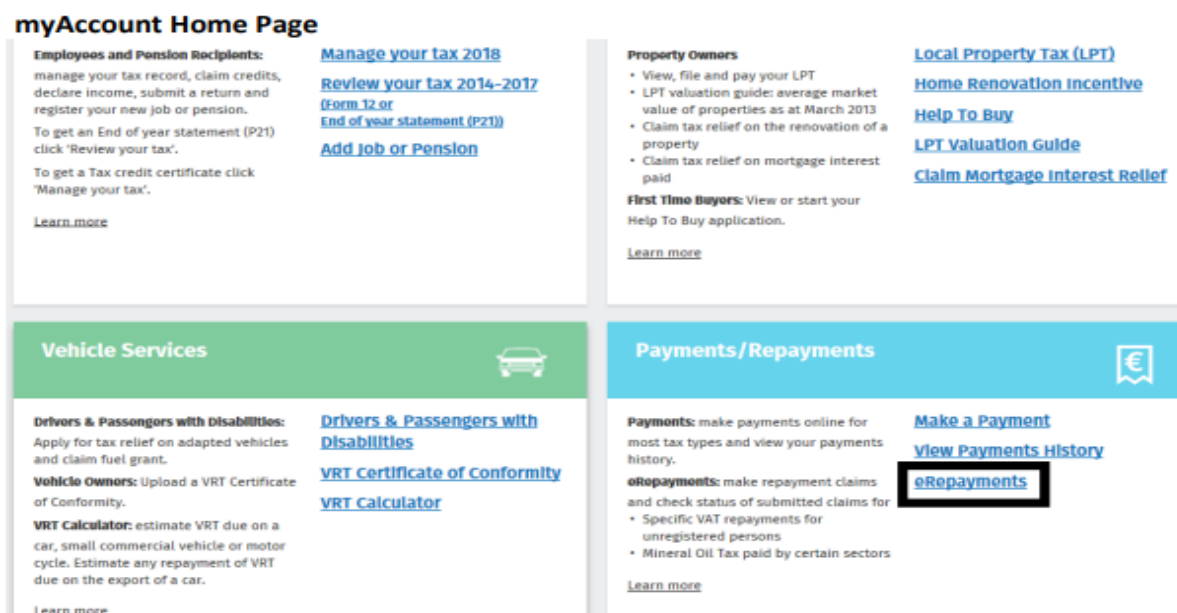 myAccount Home Page
Employees and Pension Recipients:
manage your tax record, claim credits,
declare income, submit a return and
register your new job or pension.
To get an End of year statement (P21)
click 'Review your tax'.
To get a Tax credit certificate click
'Manage your tax'.
Learn more
Manage your tax 2018
Review your tax 2014-2017
(Form 12 or
End of year statement (P21))
Add Job or Pension
Property Owners
• View, file and pay your LPT
• LPT valuation guide: average market
value of properties as at March 2013
• Claim tax relief on the renovation of a
property
• Claim tax relief on mortgage interest
paid
First Time Buyers: View or start your
Help To Buy application.
Learn more
Local Property Tax (LPT)
Home Renovation Incentive
Help To Buy
LPT Valuation Guide
Claim Mortgage Interest Relief
Vehicle Services
Drivers & Passengers with Disabilities:
Apply for tax relief on adapted vehicles
and claim fuel grant.
Vehicle Owners: Upload a VRT Certificate
of Conformity.
VRT Calculator: estimate VRT due on a
car, small commercial vehicle or motor
cycle. Estimate any repayment of VRT
due on the export of a car.
Learn more
Drivers & Passengers with
Disabilities
VRT Certificate of Conformity
VRT Calculator
Payments/Repayments
€
Payments: make payments online for
most tax types and view your payments
history.
eRepayments: make repayment claims
and check status of submitted claims for
• Specific VAT repayments for
unregistered persons
• Mineral Oil Tax paid by certain sectors
Learn more
Make a Payment
View Payments History
eRepayments